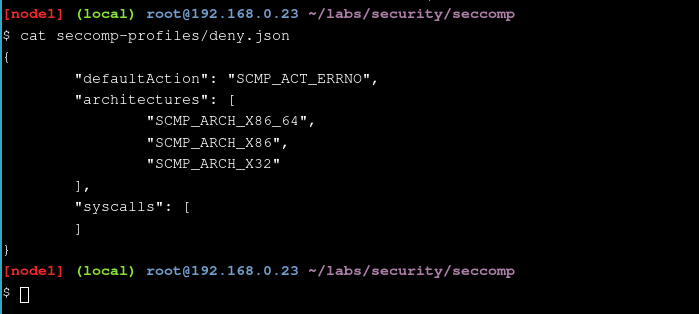 [node1] (local) root@192.168.0.23 ~/labs/security/seccomp
$ cat seccomp-profiles/deny.json
{
        "defaultAction": "SCMP_ACT_ERRNO",
        "architectures": [
                "SCMP_ARCH_X86_64",
                "SCMP_ARCH_X86",
                "SCMP_ARCH_X32"
        ],
        "syscalls": [
        ]
}
[node1] (local) root@192.168.0.23 ~/labs/security/seccomp
$